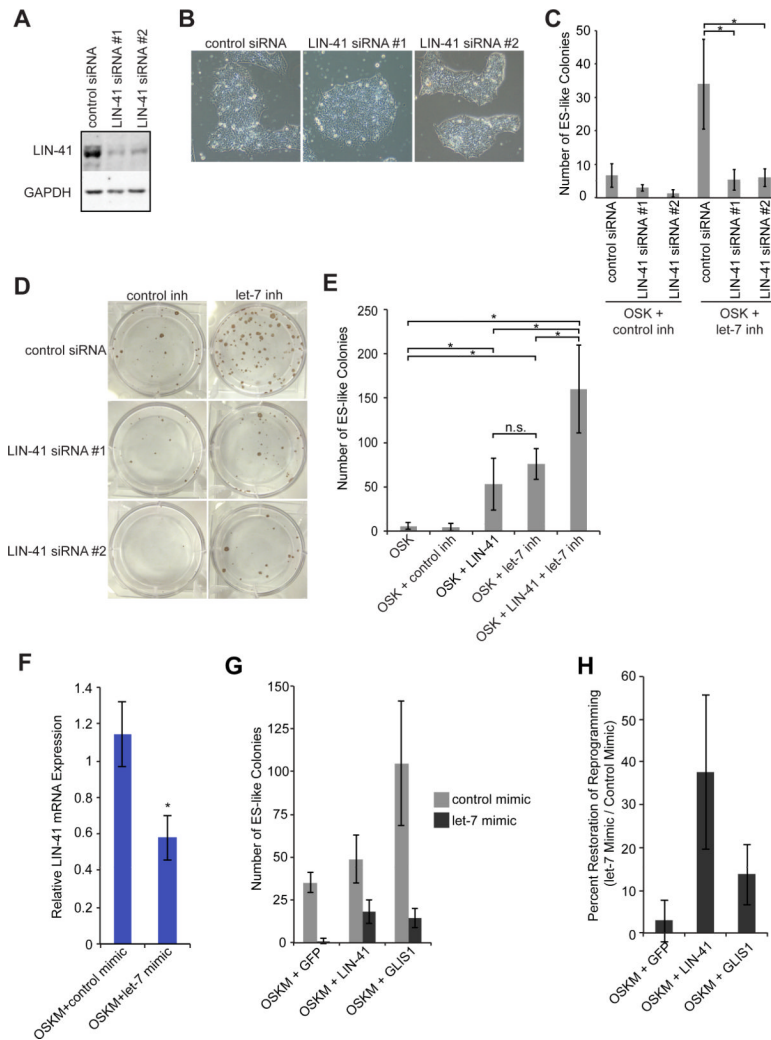 A
control siRNA
LIN-41 siRNA #1
LIN-41 siRNA #2
LIN-41
GAPDH
B
control siRNA
LIN-41 siRNA #1
LIN-41 siRNA #2
C
Number of ES-like Colonies
50
40
30
20
10
0
*
*
control siRNA
LIN-41 siRNA #1
LIN-41 siRNA #2
control siRNA
LIN-41 siRNA #1
LIN-41 siRNA #2
OSK +
control inh
OSK +
let-7 inh
D
control inh
let-7 inh
control siRNA
LIN-41 siRNA #1
LIN-41 siRNA #2
E
Number of ES-like Colonies
250
200
150
100
50
0
*
*
*
*
*
n.s.
OSK
OSK + control inh
OSK + LIN-41
OSK + let-7 inh
OSK + LIN-41 + let-7 inh
F
Relative LIN-41 mRNA Expression
1.4
1.2
1
0.8
0.6
0.4
0.2
0
*
OSKM+control mimic
OSKM+let-7 mimic
G
Number of ES-like Colonies
150
125
100
75
50
25
0
control mimic
let-7 mimic
OSKM + GFP
OSKM + LIN-41
OSKM + GLIS1
H
Percent Restoration of Reprogramming
(let-7 Mimic / Control Mimic)
60
50
40
30
20
10
0
OSKM + GFP
OSKM + LIN-41
OSKM + GLIS1